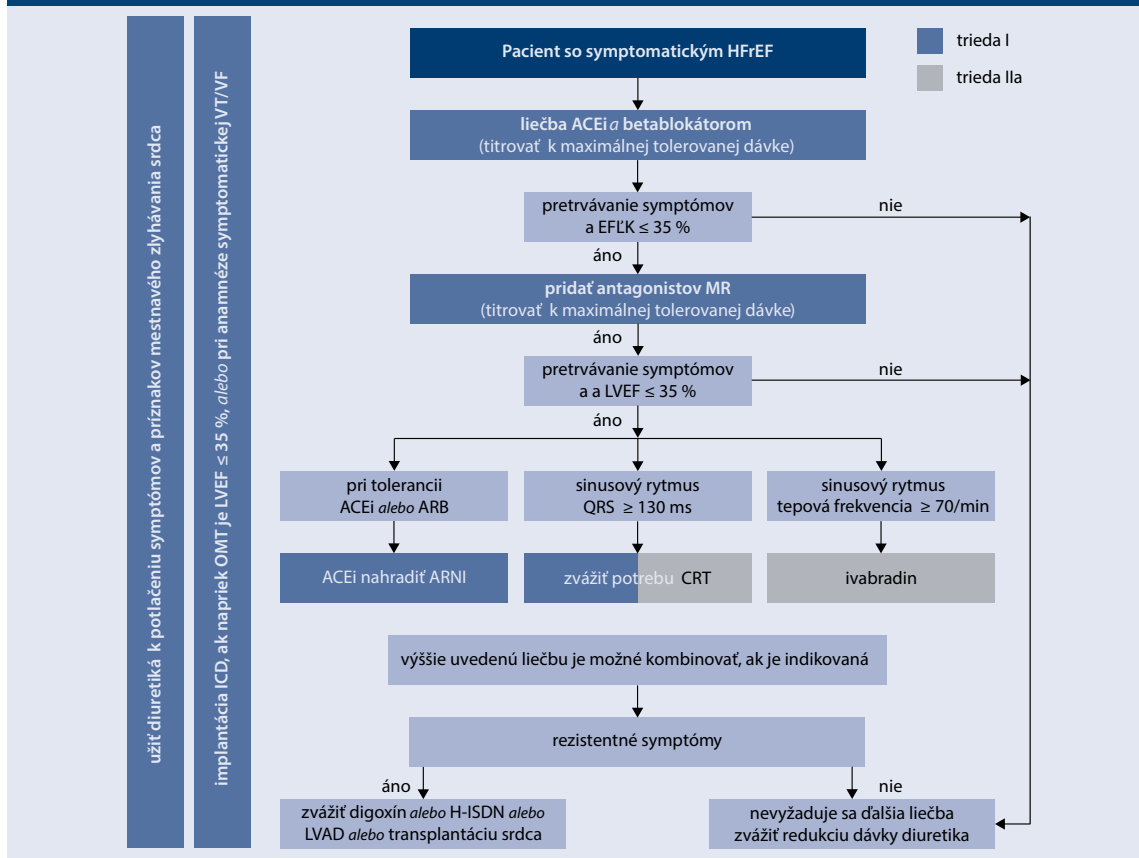 užiť diuretiká k potlačeniu symptómov a príznakov mestnavého zlyhávania srdca
implantácia ICD, ak napriek OMT je LVEF ≤ 35 %, alebo pri anamnéze symptomatickej VT/VF
Pacient so symptomatickým HFrEF
trieda I
trieda IIa
liečba ACEi a betablokátorom
(titrovať k maximálnej tolerovanej dávke)
pretrvávanie symptómov
a EFĽK ≤ 35 %
nie
áno
pridať antagonistov MR
(titrovať k maximálnej tolerovanej dávke)
áno
pretrvávanie symptómov
a a LVEF ≤ 35 %
nie
áno
pri tolerancii
ACEi alebo ARB
sinusový rytmus
QRS ≥ 130 ms
sinusový rytmus
tepová frekvencia ≥ 70/min
ACEi nahradiť ARNI
zvážiť potrebu CRT
ivabradin
výššie uvedenú liečbu je možné kombinovať, ak je indikovaná
rezistentné symptómy
áno
nie
zvážiť digoxín alebo H-ISDN alebo
LVAD alebo transplantáciu srdca
nevyžaduje sa ďalšia liečba
zvážiť redukciu dávky diuretika